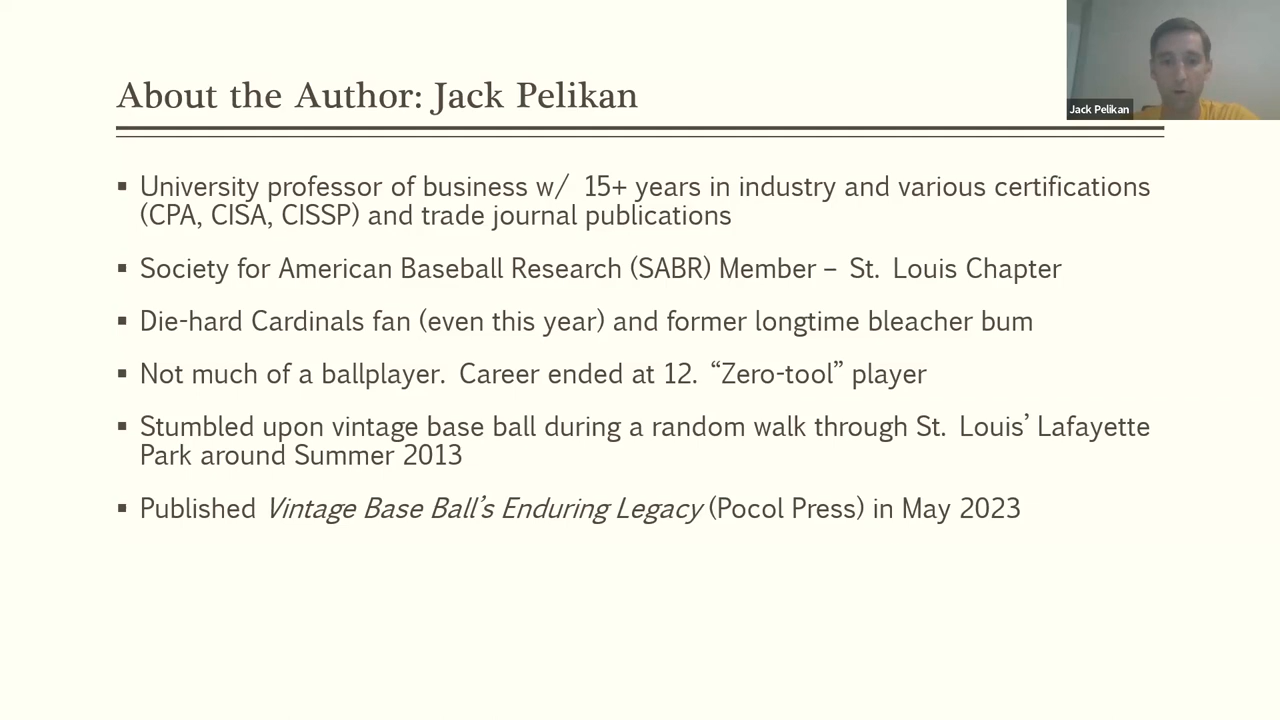 About the Author: Jack Pelikan
Jack Pelikan
▪ University professor of business w/ 15+ years in industry and various certifications
(CPA, CISA, CISSP) and trade journal publications
▪ Society for American Baseball Research (SABR) Member – St. Louis Chapter
▪ Die-hard Cardinals fan (even this year) and former longtime bleacher bum
▪ Not much of a ballplayer. Career ended at 12. “Zero-tool” player
▪ Stumbled upon vintage base ball during a random walk through St. Louis’ Lafayette
Park around Summer 2013
▪ Published Vintage Base Ball’s Enduring Legacy (Pocol Press) in May 2023